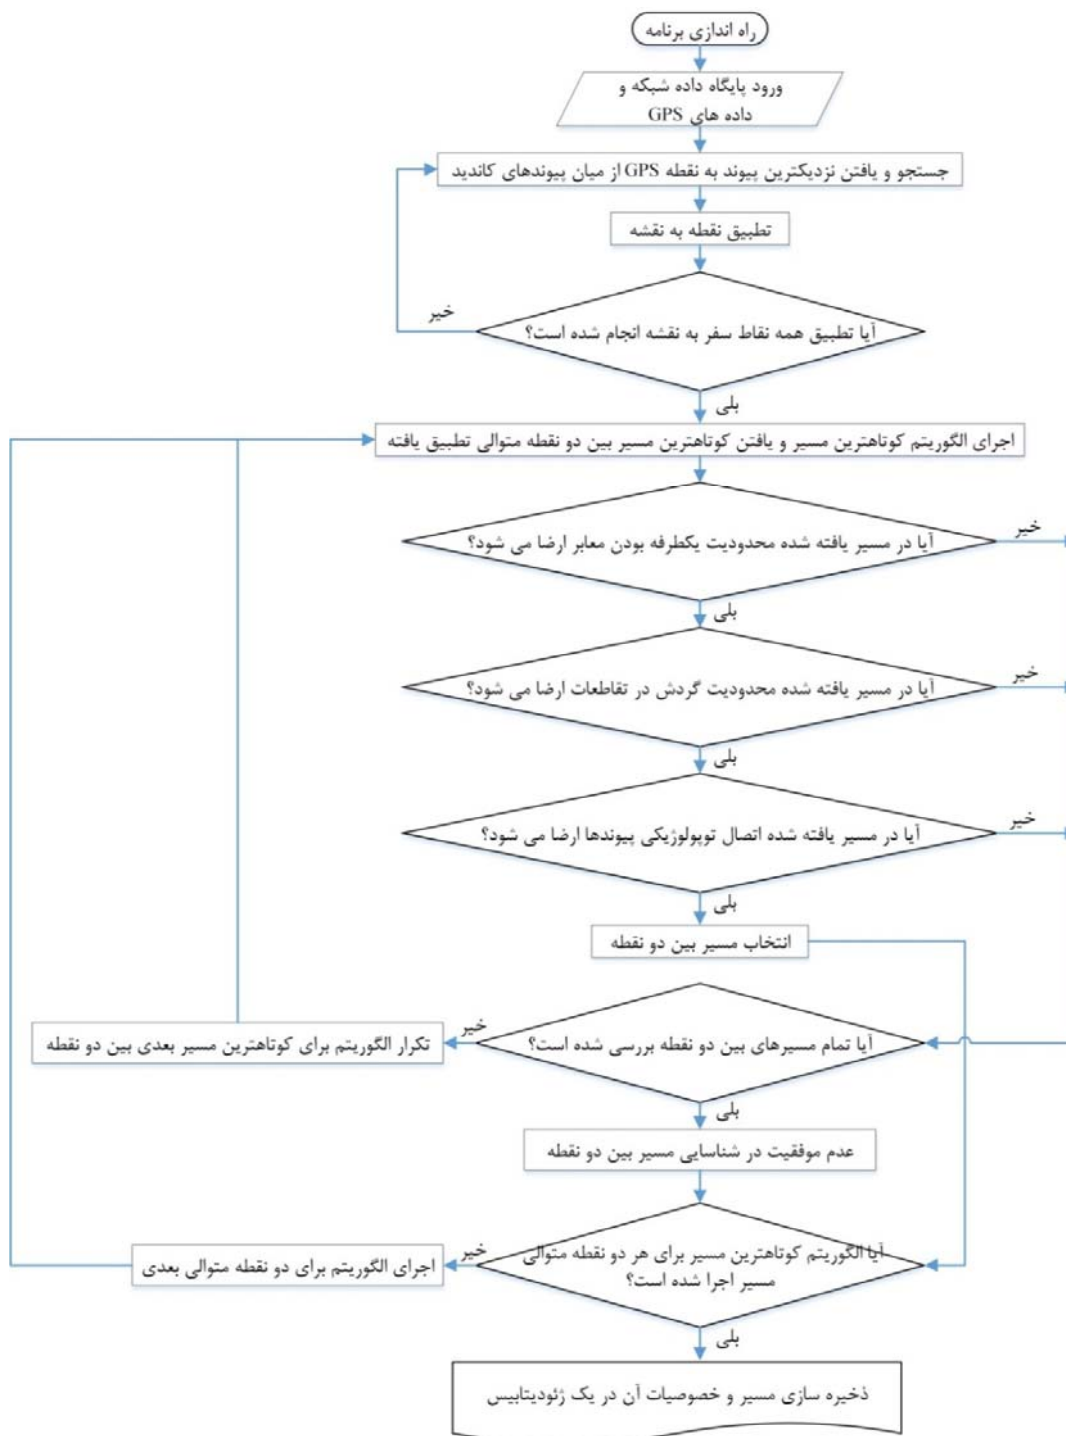 راه اندازی برنامه
ورود پایگاه داده شبکه و
داده های GPS
جستجو و یافتن نزدیکترین پیوند به نقطه GPS از میان پیوندهای کاندید
تطبیق نقطه به نقشه
خیر
آیا تطبیق همه نقاط سفر به نقشه انجام شده است؟
بلی
اجرای الگوریتم کوتاهترین مسیر و یافتن کوتاهترین مسیر بین دو نقطه متوالی تطبیق یافته
خیر
آیا در مسیر یافته شده محدودیت یکطرفه بودن معابر ارضا می شود؟
بلی
خیر
آیا در مسیر یافته شده محدودیت گردش در تقاطعات ارضا می شود؟
بلی
خیر
آیا در مسیر یافته شده اتصال توپولوژیکی پیوندها ارضا می شود؟
بلی
انتخاب مسیر بین دو نقطه
آیا تمام مسیرهای بین دو نقطه بررسی شده است؟
خیر
تکرار الگوریتم برای کوتاهترین مسیر بعدی بین دو نقطه
بلی
عدم موفقیت در شناسایی مسیر بین دو نقطه
آیا الگوریتم کوتاهترین مسیر برای هر دو نقطه متوالی
مسیر اجرا شده است؟
خیر
اجرای الگوریتم برای دو نقطه متوالی بعدی
بلی
ذخیره سازی مسیر و خصوصیات آن در یک ژئودیتابیس